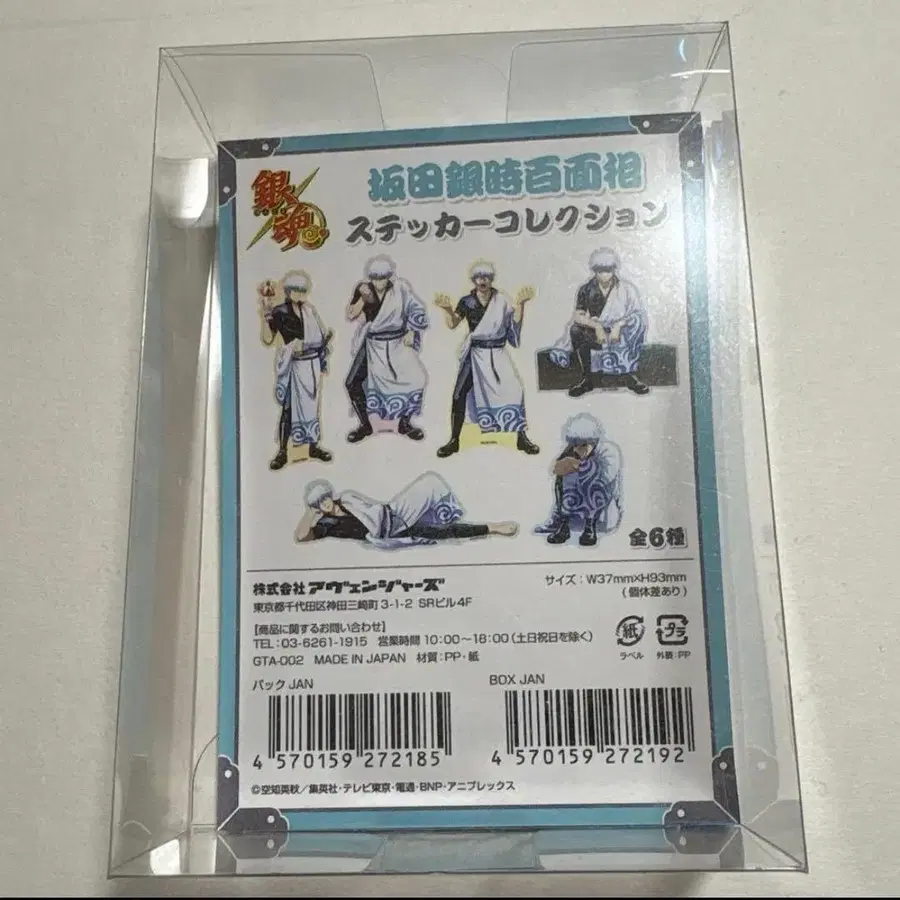 銀魂
坂田銀時百面相
ステッカーコレクション
全6種
株式会社アヴェンジャーズ
東京都千代田区神田三崎町3-1-2 SRビル4F
サイズ:W37mm×H93mm
(個体差あり)
【商品に関するお問い合わせ】
TEL:03-6261-1915 営業時間 10:00~18:00(土日祝日を除く)
GTA-002 MADE IN JAPAN 材質:PP・紙
紙
ラベル
プラ
外装:PP
パック JAN
BOX JAN
4 570159 272185
4 570159 272192
©空知英秋/集英社・テレビ東京・電通・BNP・アニプレックス